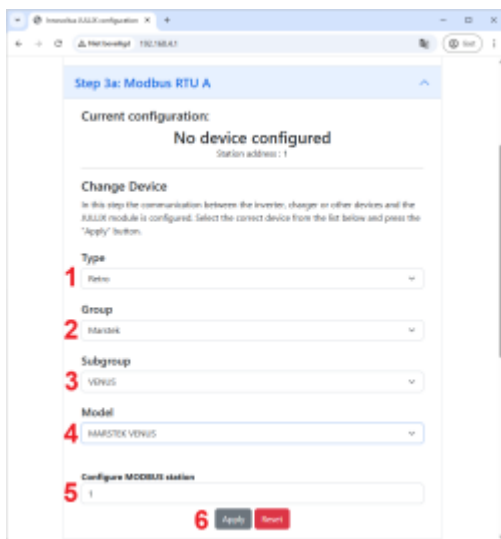 Innovoltus JULLIX configuration
Niet beveiligd 192.168.4.1
Step 3a: Modbus RTU A
Current configuration:
No device configured
Station address : 1
Change Device
In this step the communication between the inverter, charger or other devices and the
JULLIX module is configured. Select the correct device from the list below and press the
"Apply" button.
Type
1 Retro
Group
2 Marstek
Subgroup
3 VENUS
Model
4 MARSTEK VENUS
Configure MODBUS station
5 1
6 Apply Reset